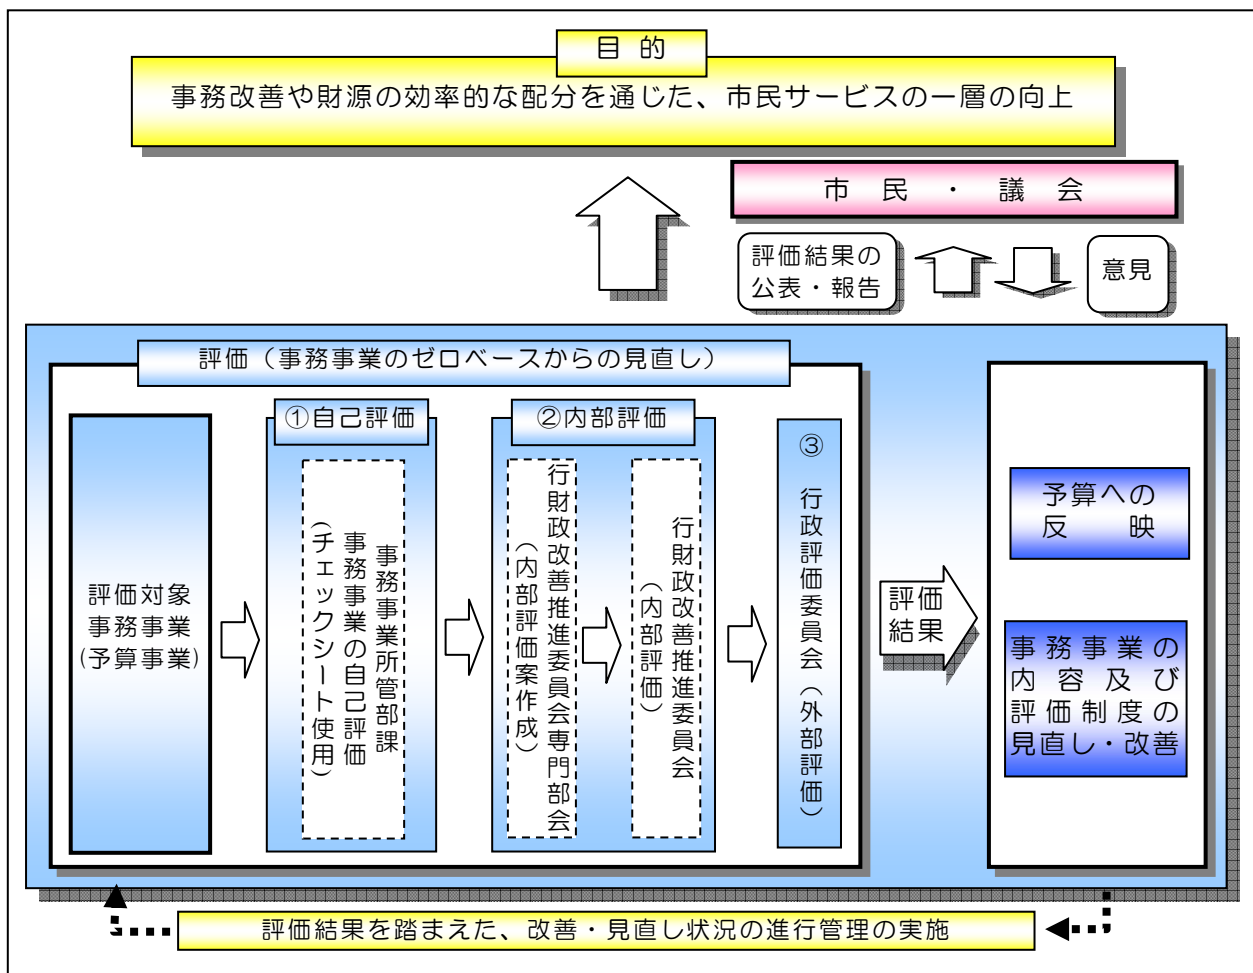 目的
事務改善や財源の効率的な配分を通じた、市民サービスの一層の向上
市民・議会
評価結果の
公表・報告
意見
評価（事務事業のゼロベースからの見直し）
評価対象
事務事業
(予算事業)
①自己評価
事務事業所管部課
事務事業の自己評価
(チェックシート使用)
②内部評価
行財政改善推進委員会専門部会
（内部評価案作成）
行財政改善推進委員会
（内部評価）
③　行政評価委員会（外部評価）
評価
結果
予算への
反映
事務事業の
内容及び
評価制度の
見直し・改善
評価結果を踏まえた、改善・見直し状況の進行管理の実施